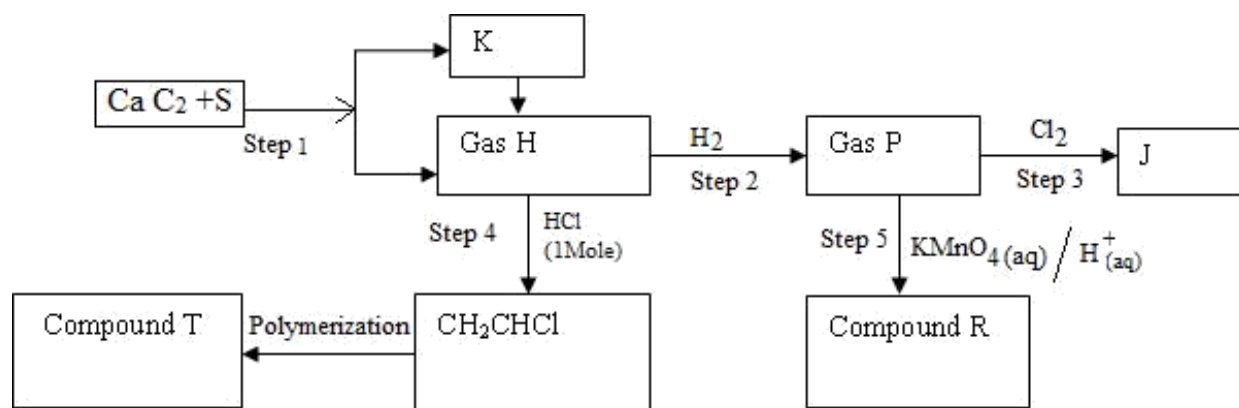 K
Ca C₂ +S
Step 1
Gas H
H₂
Step 2
Gas P
Cl₂
Step 3
J
Step 4
HCl
(1Mole)
Step 5
KMnO₄ (aq) / H⁺(aq)
Compound T
Polymerization
CH₂CHCl
Compound R